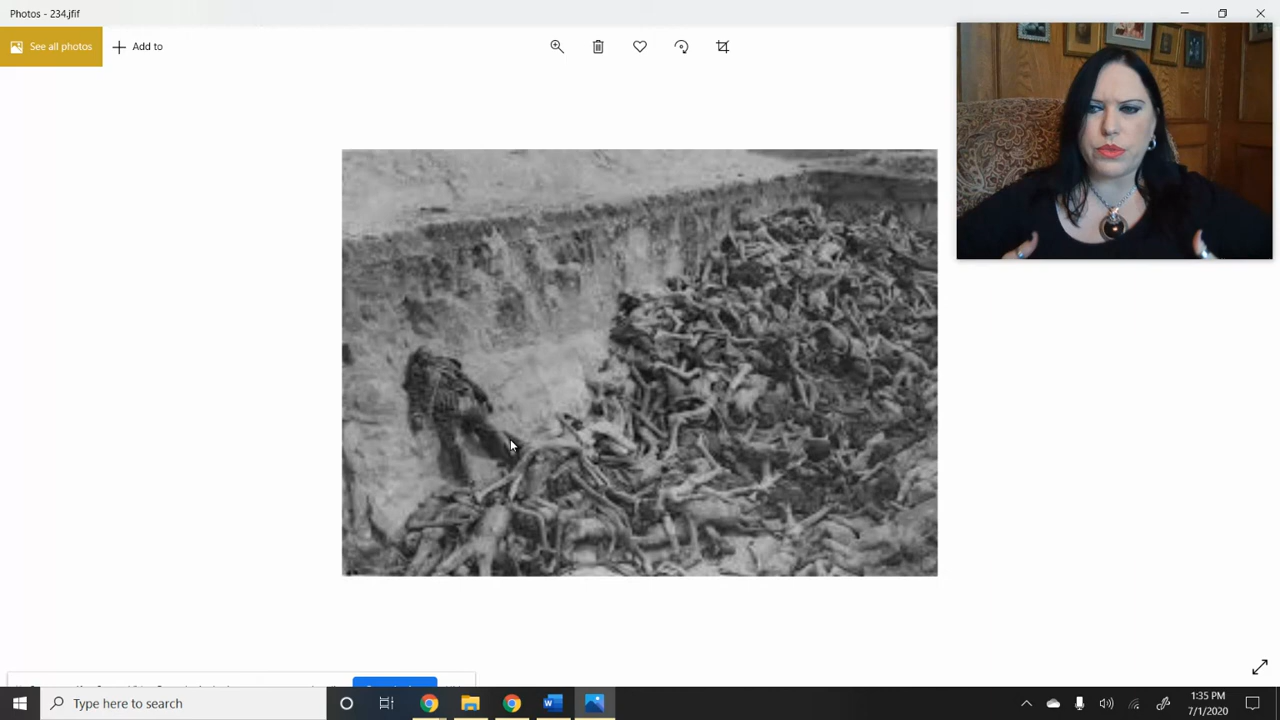 Photos - 234.jfif
See all photos
Add to
Type here to search
1:35 PM
7/1/2020